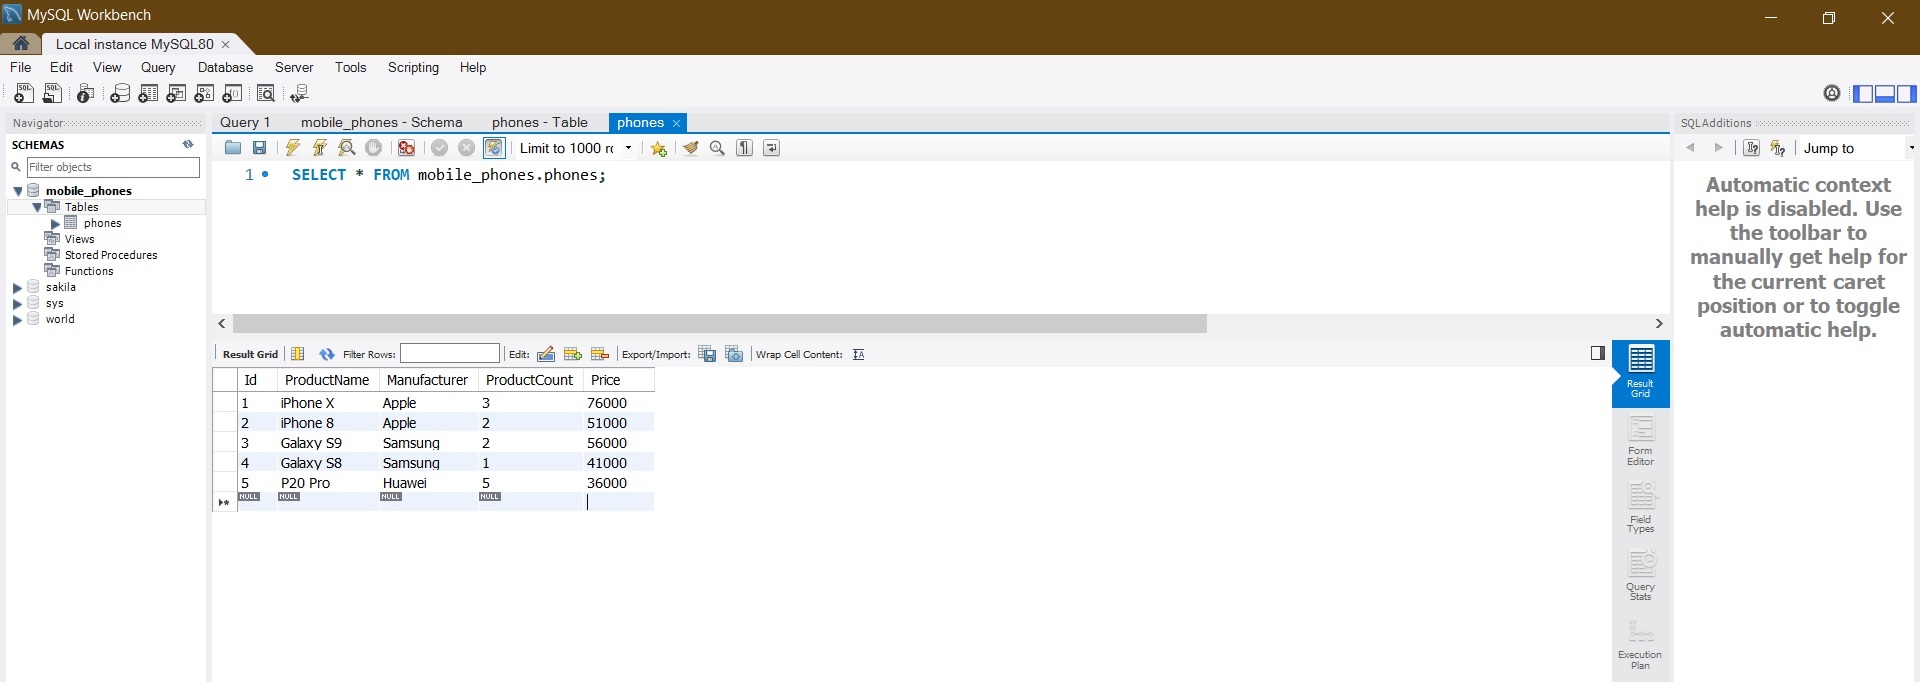 MySQL Workbench
Local instance MySQL80
File Edit View Query Database Server Tools Scripting Help
Navigator
SCHEMAS
Filter objects
mobile_phones
Tables
phones
Views
Stored Procedures
Functions
sakila
sys
world
Query 1 mobile_phones - Schema phones - Table phones
Limit to 1000 rc
1 SELECT * FROM mobile_phones.phones;
Result Grid Filter Rows: Edit: Export/Import: Wrap Cell Content:
Id ProductName Manufacturer ProductCount Price
1 iPhone X Apple 3 76000
2 iPhone 8 Apple 2 51000
3 Galaxy S9 Samsung 2 56000
4 Galaxy S8 Samsung 1 41000
5 P20 Pro Huawei 5 36000
NULL NULL NULL NULL
Result
Grid
Form
Editor
Field
Types
Query
Stats
Execution
Plan
SQLAdditions
Jump to
Automatic context
help is disabled. Use
the toolbar to
manually get help for
the current caret
position or to toggle
automatic help.